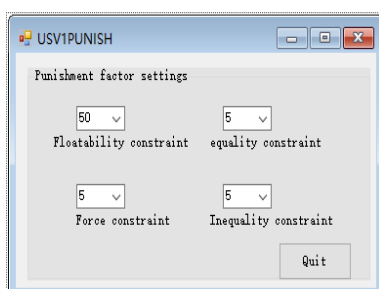 USV1PUNISH
Punishment factor settings
50 5
Floatability constraint equality constraint
5 5
Force constraint Inequality constraint
Quit